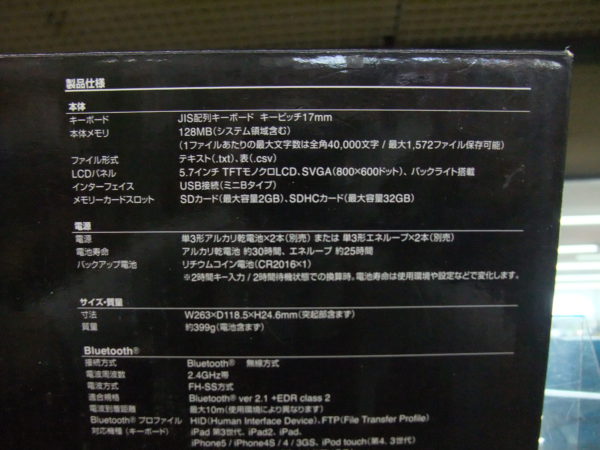 製品仕様
本体
キーボード JIS配列キーボード キーピッチ17mm
本体メモリ 128MB(システム領域含む)
(1ファイルあたりの最大文字数は全角40,000文字 / 最大1,572ファイル保存可能)
ファイル形式 テキスト(.txt)、表(.csv)
LCDパネル 5.7インチ TFTモノクロLCD、SVGA(800×600ドット)、バックライト搭載
インターフェイス USB接続(ミニBタイプ)
メモリーカードスロット SDカード(最大容量2GB)、SDHCカード(最大容量32GB)
電源
電源 単3形アルカリ乾電池×2本(別売) または 単3形エネループ×2本(別売)
電池寿命 アルカリ乾電池 約30時間、エネループ 約25時間
バックアップ電池 リチウムコイン電池(CR2016×1)
※2時間キー入力 / 2時間待機状態での換算時。電池寿命は使用環境や設定などで変化します。
サイズ・質量
寸法 W263×D118.5×H24.6mm(突起部含まず)
質量 約399g(電池含まず)
Bluetooth®
接続方式 Bluetooth® 無線方式
電波周波数 2.4GHz帯
電波方式 FH-SS方式
適合規格 Bluetooth® ver 2.1 +EDR class 2
電波到着距離 最大10m(使用環境により異なります)
Bluetooth® プロファイル HID(Human Interface Device)、FTP(File Transfer Profile)
対応機種 (キーボード) iPad 第3世代、iPad2、iPad、
iPhone5 / iPhone4S / 4 / 3GS、iPod touch(第4、3世代)